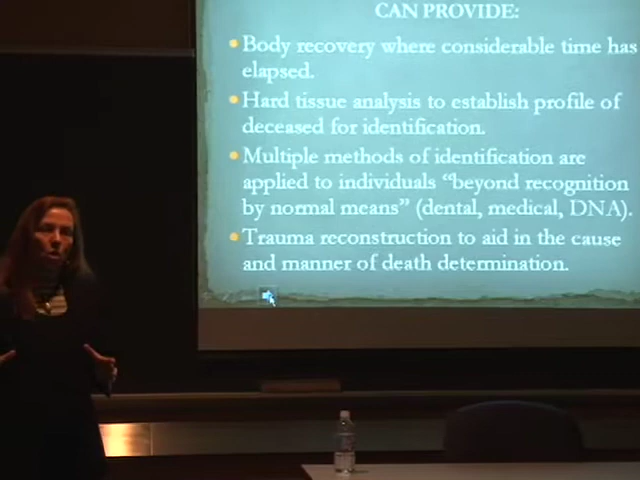 CAN PROVIDE:
Body recovery where considerable time has
elapsed.
Hard tissue analysis to establish profile of
deceased for identification.
Multiple methods of identification are
applied to individuals “beyond recognition
by normal means” (dental, medical, DNA).
Trauma reconstruction to aid in the cause
and manner of death determination.